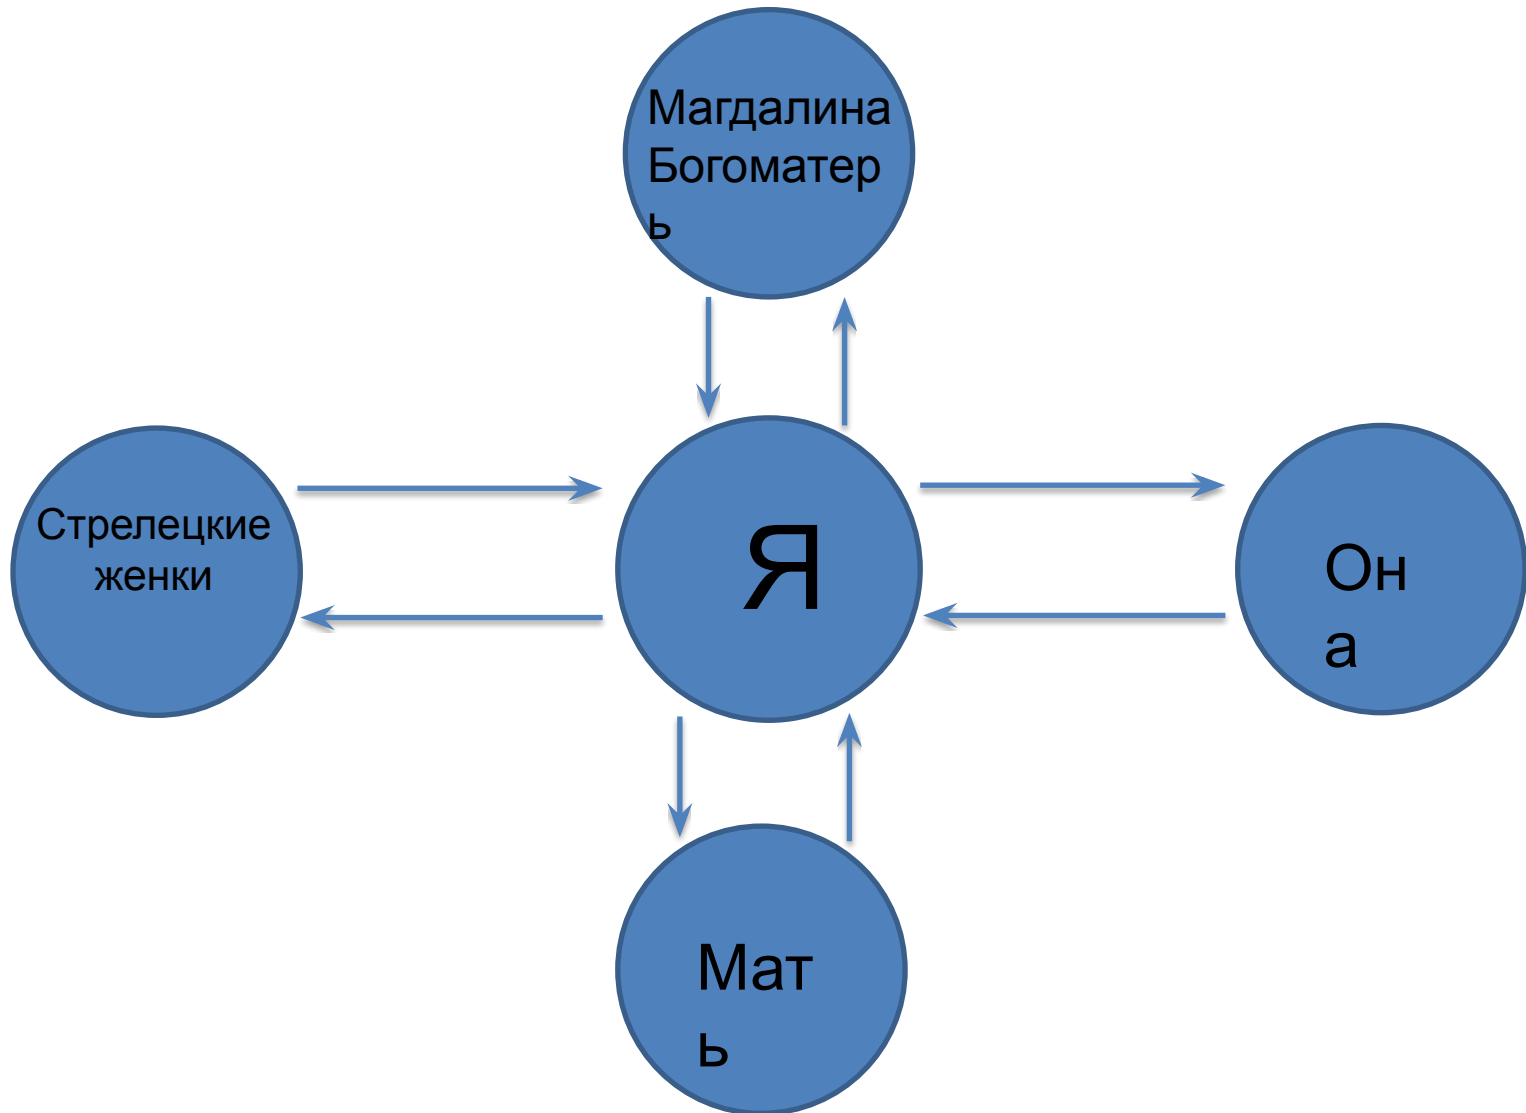 Магдалина
Богоматер
ь
Стрелецкие
женки
Я
Он
а
Мат
ь